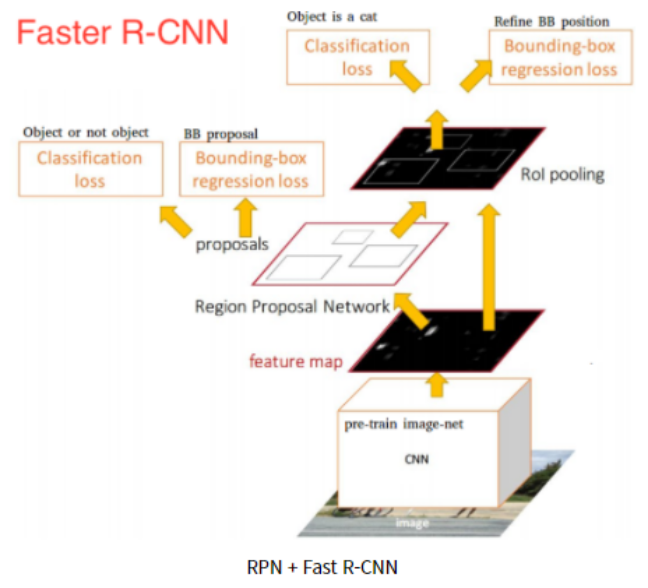 Faster R-CNN
Object is a cat
Classification
loss
Refine BB position
Bounding-box
regression loss
Object or not object
Classification
loss
BB proposal
Bounding-box
regression loss
RoI pooling
proposals
Region Proposal Network
feature map
pre-train image-net
CNN
image
RPN + Fast R-CNN